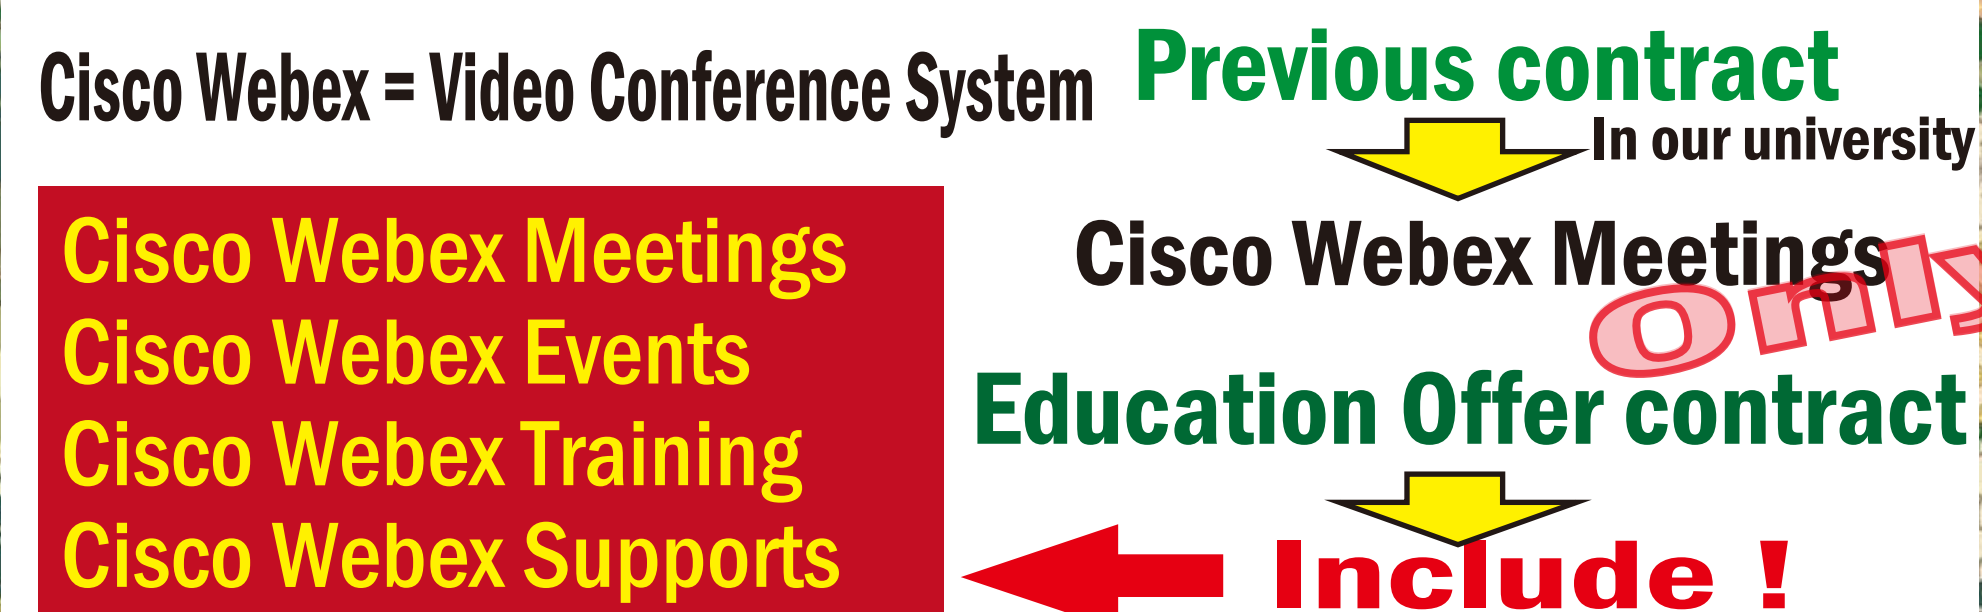 Cisco Webex = Video Conference System
Cisco Webex Meetings
Cisco Webex Events
Cisco Webex Training
Cisco Webex Supports
Previous contract
In our university
Cisco Webex Meetings
Only
Education Offer contract
Include !